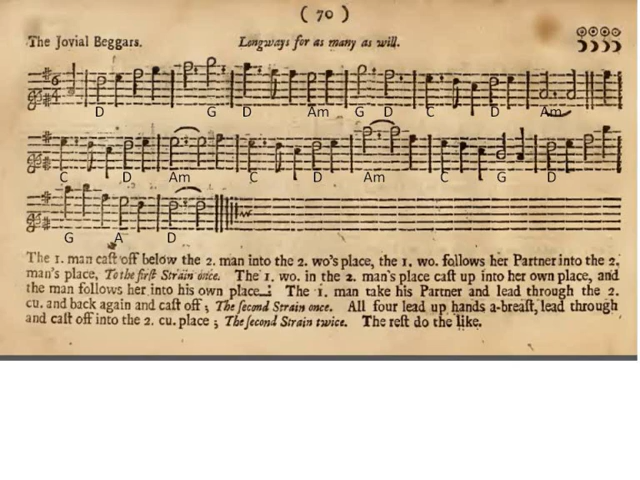 ( 70 )
The Jovial Beggars. Longways for as many as will.
D G D Am G D C D Am
C D Am C D Am C G D
G A D
The 1. man caſt off below the 2. man into the 2. wo's place, the 1. wo. follows her Partner into the 2.
man's place, To the firſt Strain once. The 1. wo. in the 2. man's place caſt up into her own place, and
the man follows her into his own place .: The 1. man take his Partner and lead through the 2.
cu. and back again and caſt off ; The ſecond Strain once. All four lead up hands a-breaſt, lead through
and caſt off into the 2. cu. place ; The ſecond Strain twice. The reſt do the like.